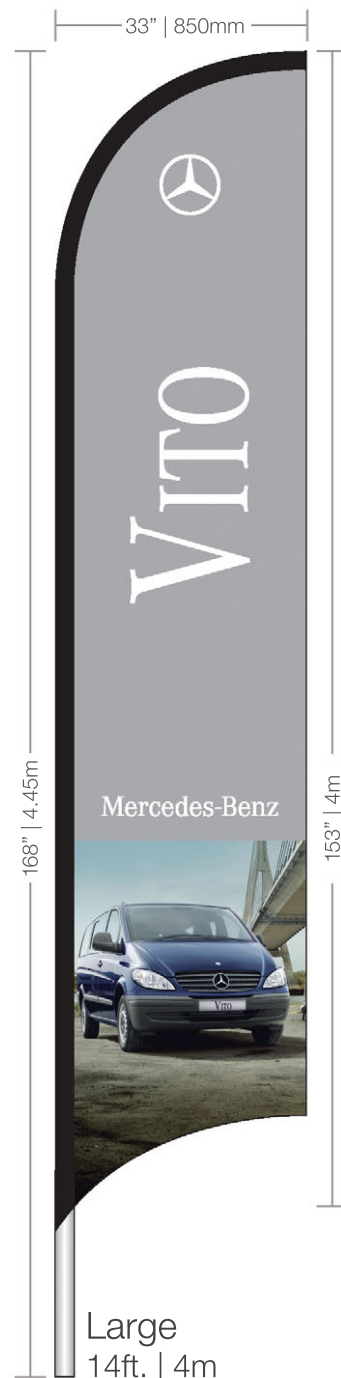 33” | 850mm
VITO
Mercedes-Benz
168” | 4.45m
153” | 4m
VITO
Large
14ft. | 4m